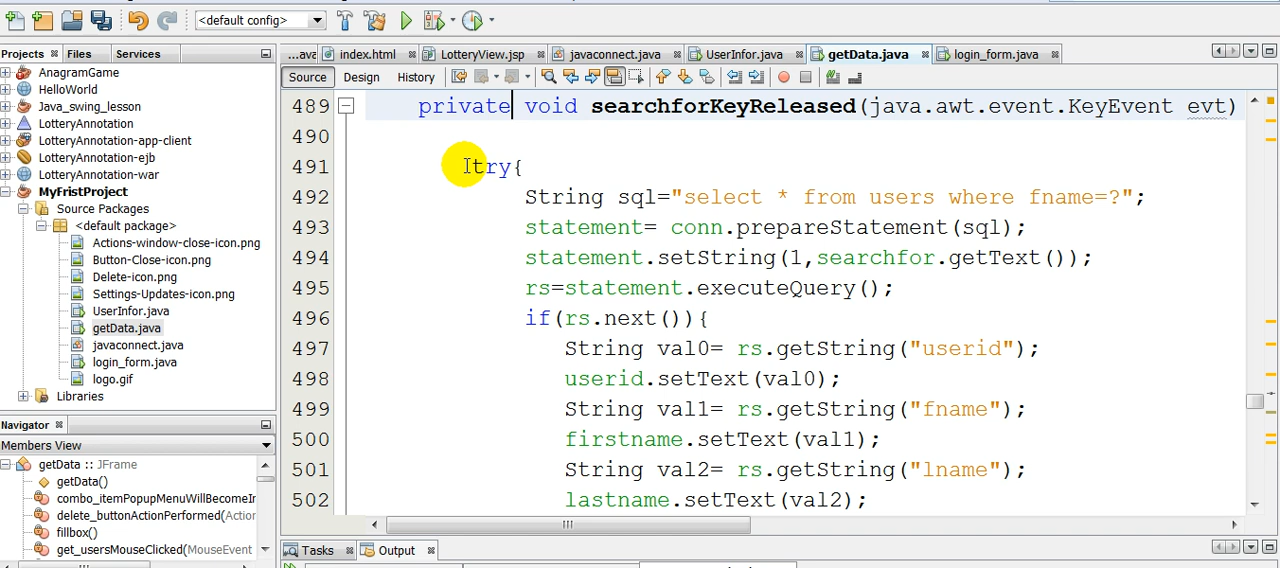 <default config>
Projects Files Services
...ava index.html LotteryView.jsp javaconnect.java UserInfor.java getData.java login_form.java
Source Design History
AnagramGame
HelloWorld
Java_swing_lesson
LotteryAnnotation
LotteryAnnotation-app-client
LotteryAnnotation-ejb
LotteryAnnotation-war
MyFristProject
Source Packages
<default package>
Actions-window-close-icon.png
Button-Close-icon.png
Delete-icon.png
Settings-Updates-icon.png
UserInfor.java
getData.java
javaconnect.java
login_form.java
logo.gif
Libraries
Navigator
Members View
getData :: JFrame
getData()
combo_itemPopupMenuWillBecomeIn
delete_buttonActionPerformed(Action
fillbox()
get_usersMouseClicked(MouseEvent
489 private void searchforKeyReleased(java.awt.event.KeyEvent evt)
490
491 try{
492 String sql="select * from users where fname=?";
493 statement= conn.prepareStatement(sql);
494 statement.setString(1,searchfor.getText());
495 rs=statement.executeQuery();
496 if(rs.next()){
497 String val0= rs.getString("userid");
498 userid.setText(val0);
499 String val1= rs.getString("fname");
500 firstname.setText(val1);
501 String val2= rs.getString("lname");
502 lastname.setText(val2);
Tasks Output